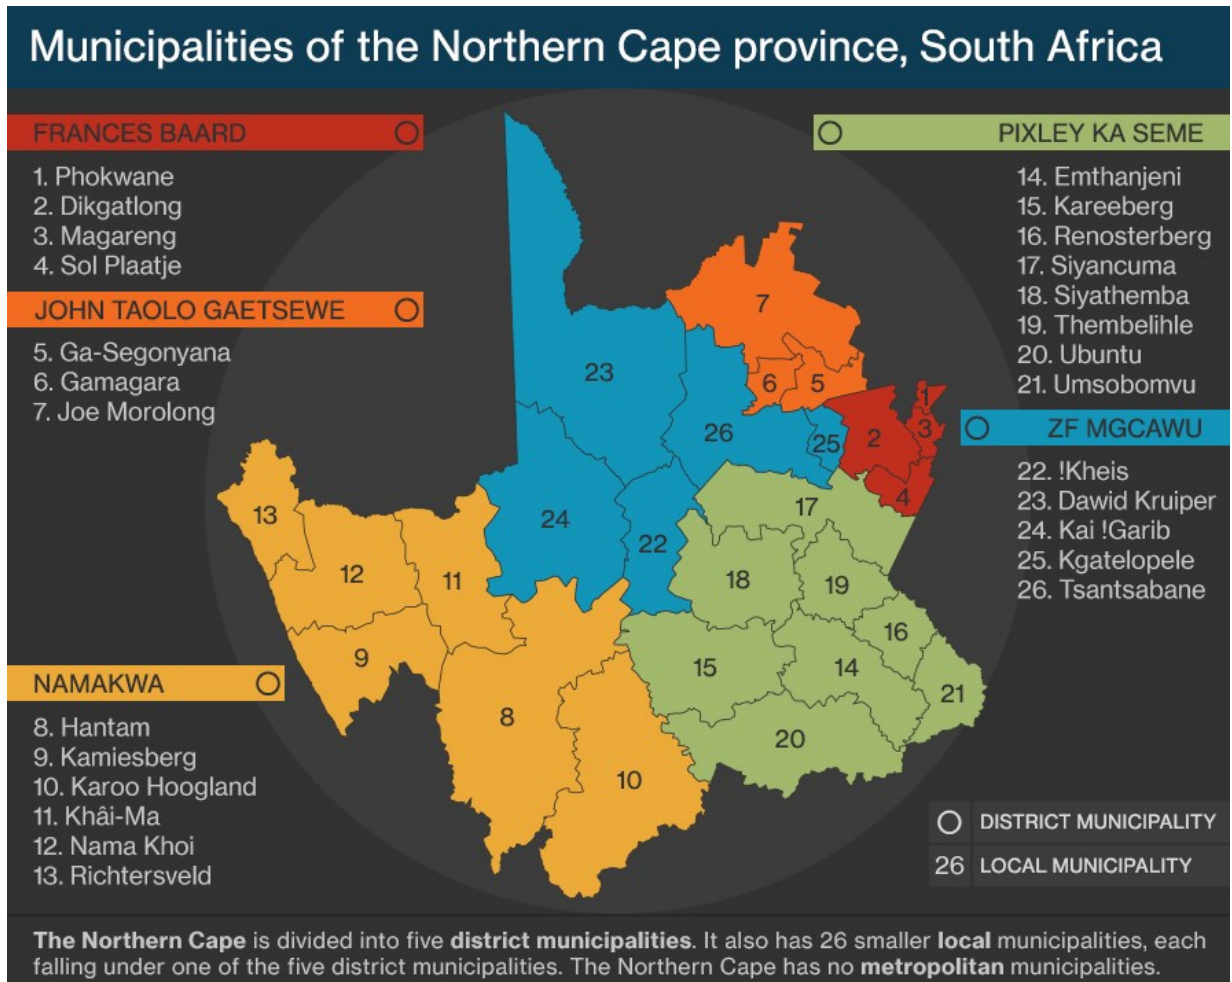 Municipalities of the Northern Cape province, South Africa
FRANCES BAARD
1. Phokwane
2. Dikgatlong
3. Magareng
4. Sol Plaatje
JOHN TAOLO GAETSEWE
5. Ga-Segonyana
6. Gamagara
7. Joe Morolong
NAMAKWA
8. Hantam
9. Kamiesberg
10. Karoo Hoogland
11. Khâi-Ma
12. Nama Khoi
13. Richtersveld
PIXLEY KA SEME
14. Emthanjeni
15. Kareeberg
16. Renosterberg
17. Siyancuma
18. Siyathemba
19. Thembelihle
20. Ubuntu
21. Umsobomvu
ZF MGCAWU
22. !Kheis
23. Dawid Kruiper
24. Kai !Garib
25. Kgatelopele
26. Tsantsabane
7
23
6
5
1
26
25
2
3
4
13
24
17
22
12
11
18
19
16
9
15
14
21
8
20
10
DISTRICT MUNICIPALITY
26 LOCAL MUNICIPALITY
The Northern Cape is divided into five district municipalities. It also has 26 smaller local municipalities, each
falling under one of the five district municipalities. The Northern Cape has no metropolitan municipalities.